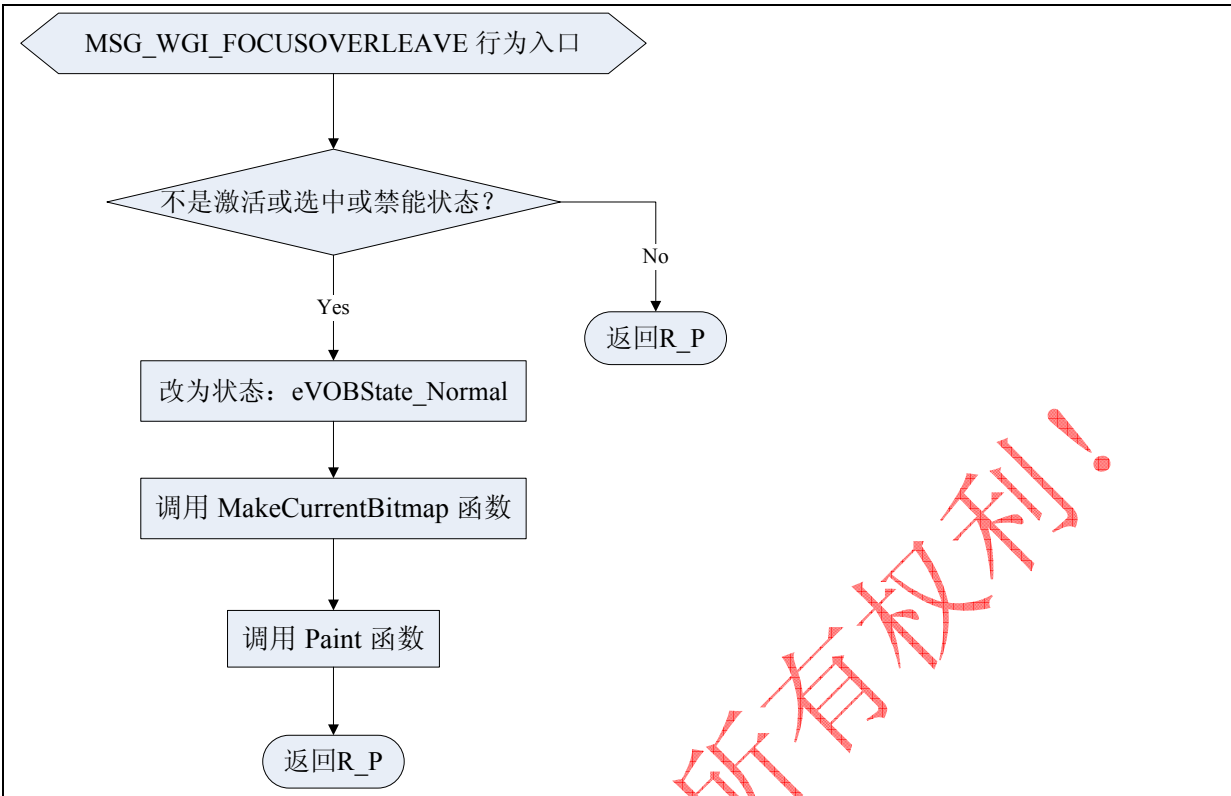 MSG_WGI_FOCUSOVERLEAVE 行为入口
不是激活或选中或禁能状态？
No
Yes
返回R_P
改为状态：eVOBState_Normal
调用 MakeCurrentBitmap 函数
调用 Paint 函数
返回R_P
所有权利！